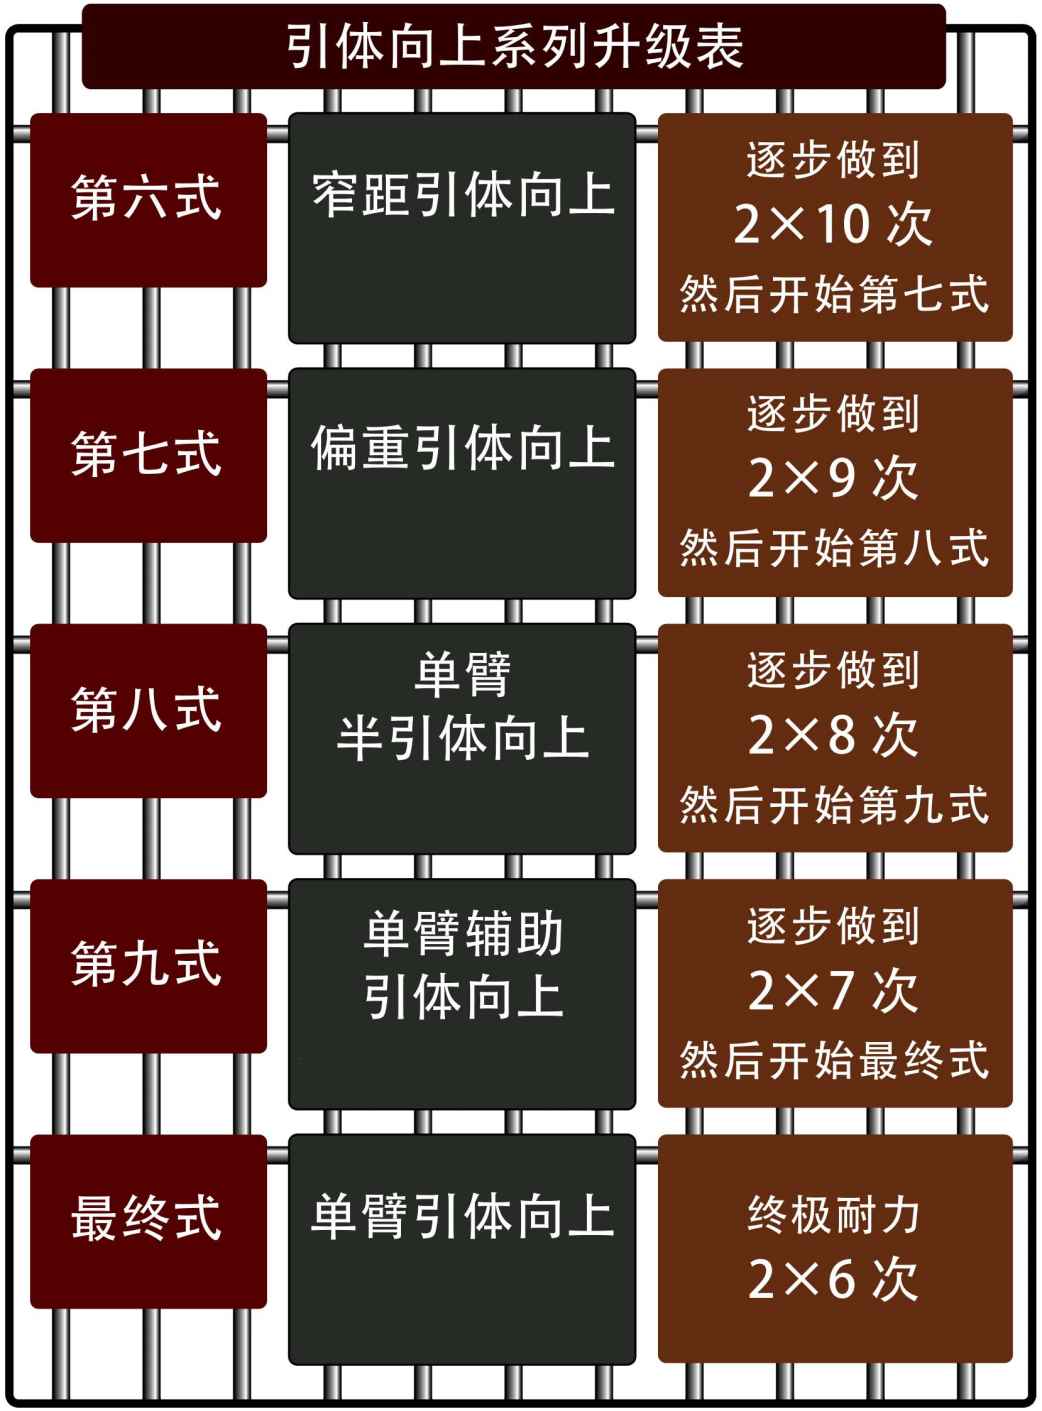 引体向上系列升级表
第六式
窄距引体向上
逐步做到
2×10 次
然后开始第七式
第七式
偏重引体向上
逐步做到
2×9 次
然后开始第八式
第八式
单臂
半引体向上
逐步做到
2×8 次
然后开始第九式
第九式
单臂辅助
引体向上
逐步做到
2×7 次
然后开始最终式
最终式
单臂引体向上
终极耐力
2×6 次